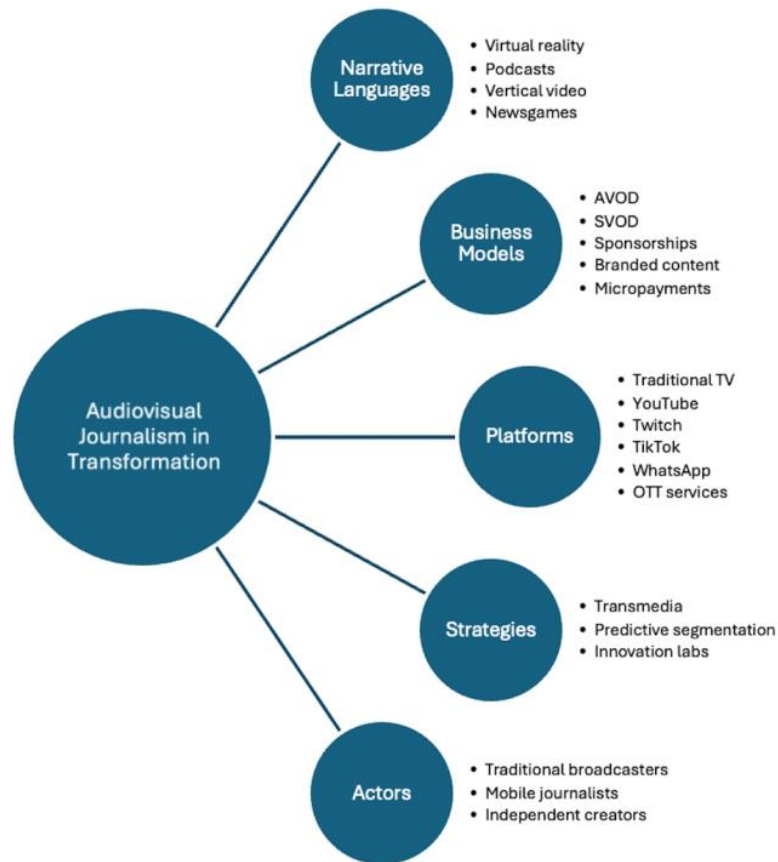 Narrative
Languages
• Virtual reality
• Podcasts
• Vertical video
• Newsgames
Business
Models
• AVOD
• SVOD
• Sponsorships
• Branded content
• Micropayments
Audiovisual
Journalism in
Transformation
Platforms
• Traditional TV
• YouTube
• Twitch
• TikTok
• WhatsApp
• OTT services
Strategies
• Transmedia
• Predictive segmentation
• Innovation labs
Actors
• Traditional broadcasters
• Mobile journalists
• Independent creators